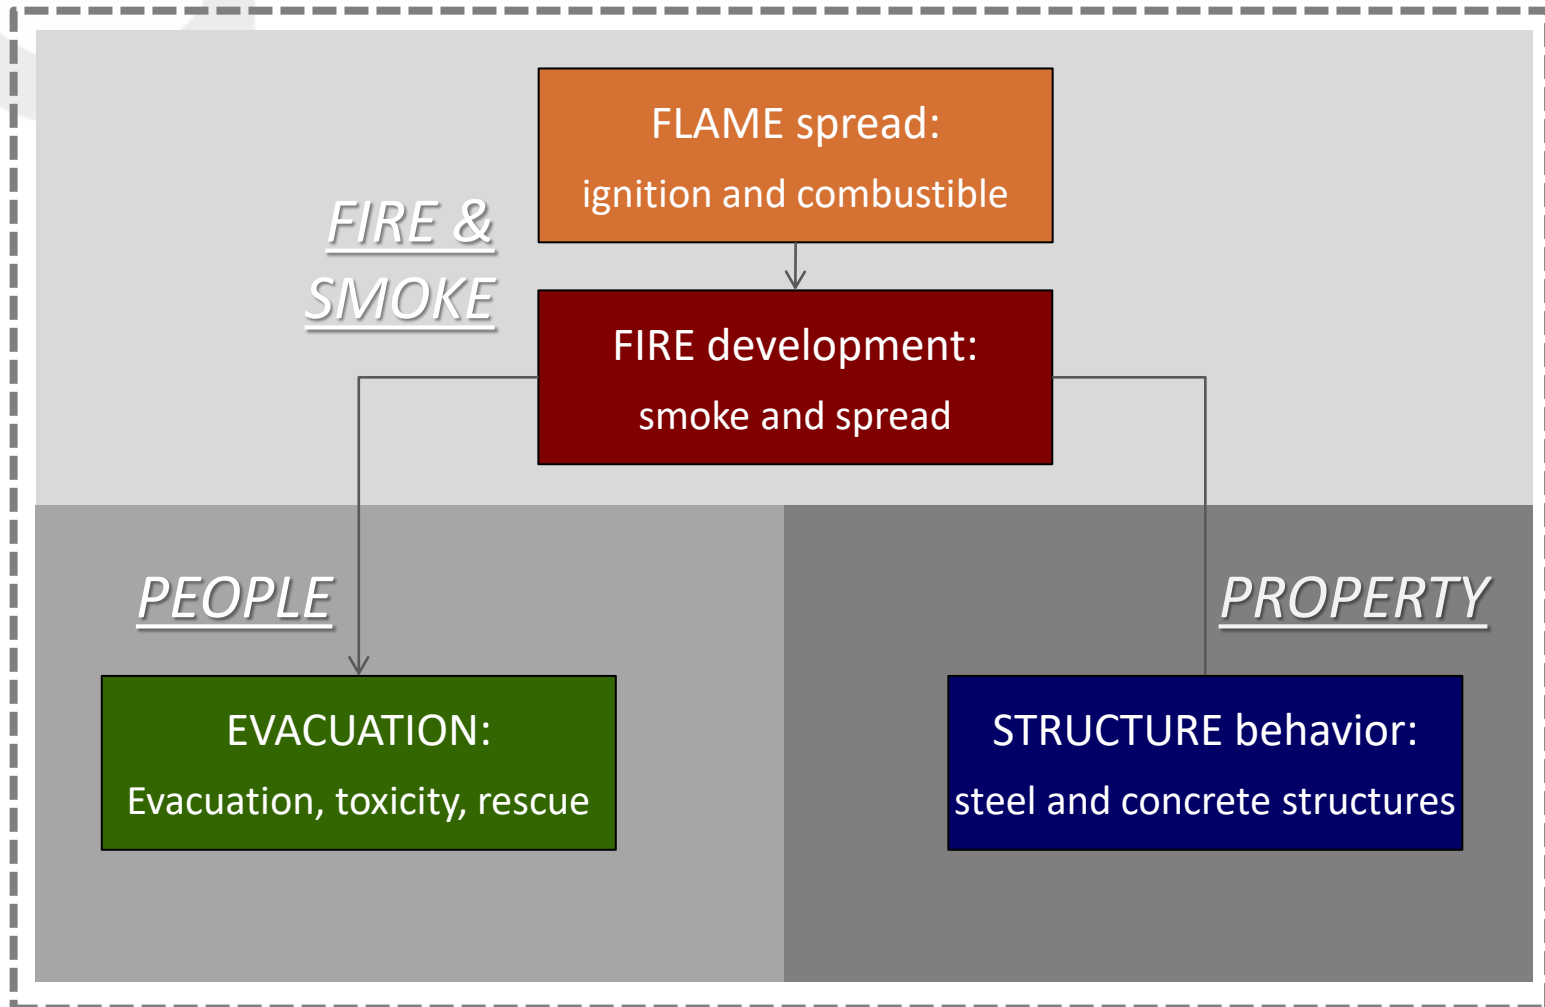 FLAME spread:
ignition and combustible
FIRE &
SMOKE
FIRE development:
smoke and spread
PEOPLE
PROPERTY
EVACUATION:
Evacuation, toxicity, rescue
STRUCTURE behavior:
steel and concrete structures